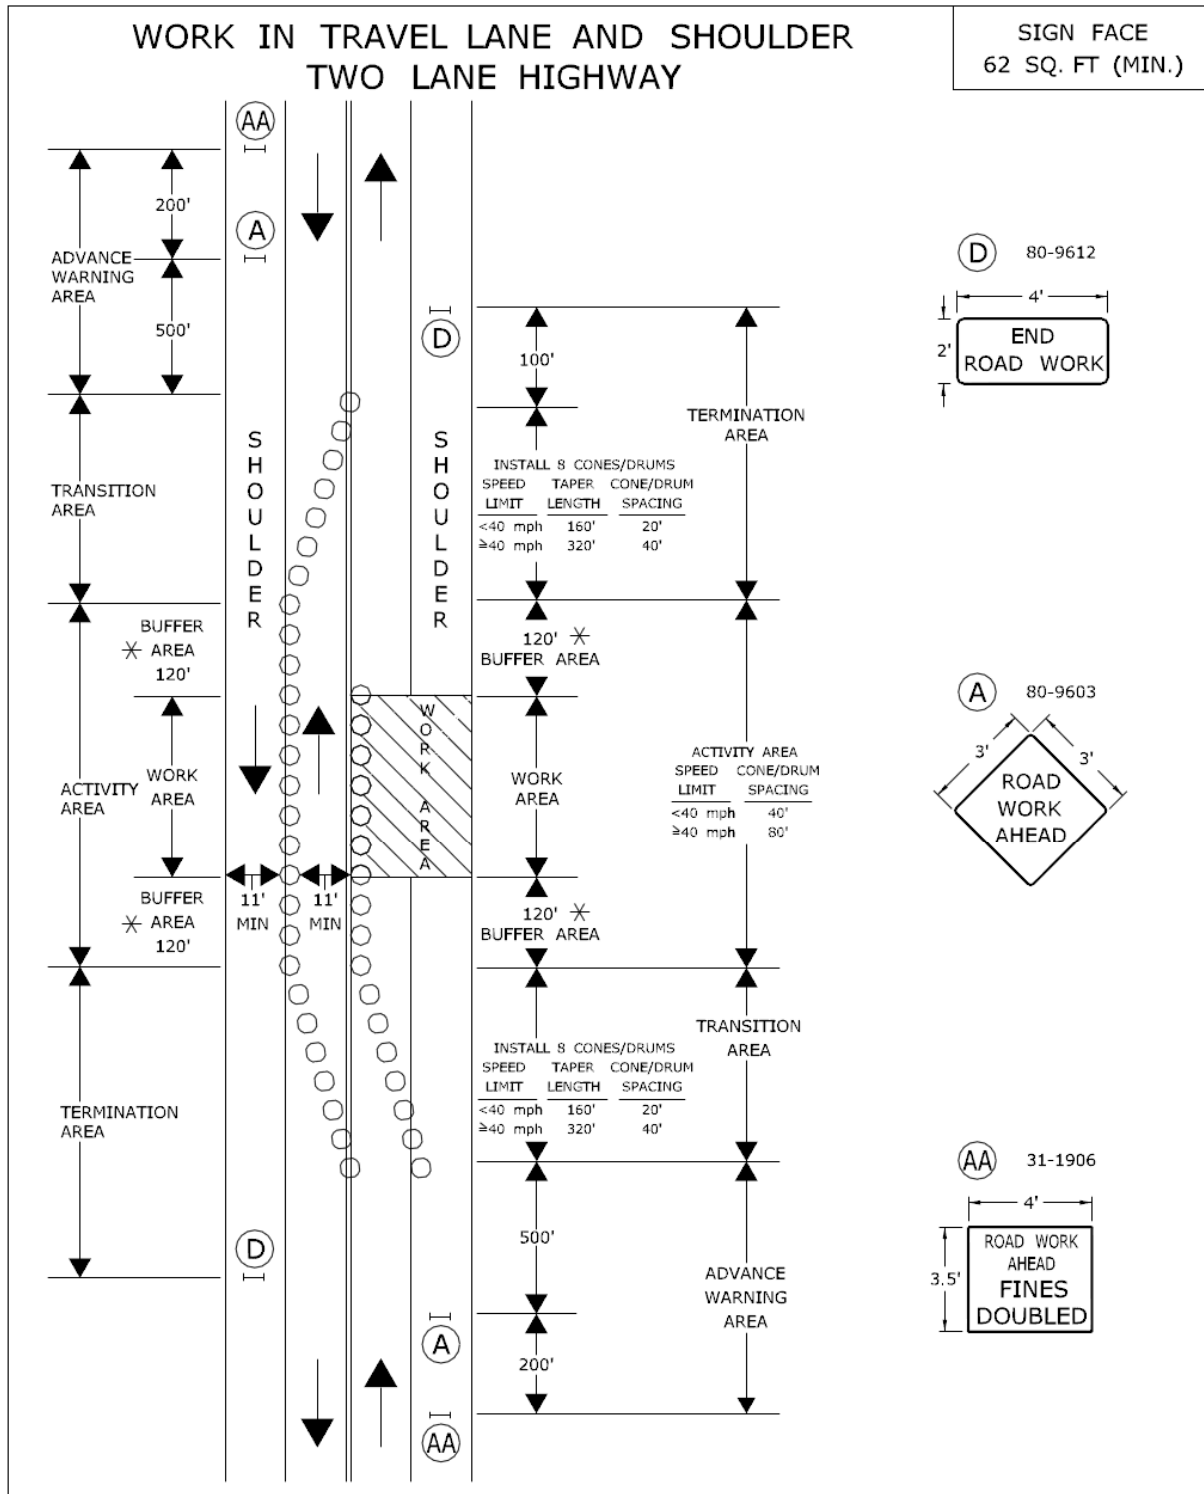 WORK IN TRAVEL LANE AND SHOULDER
TWO LANE HIGHWAY
SIGN FACE
62 SQ. FT (MIN.)
AA
200'
A
ADVANCE
WARNING
AREA
500'
D
100'
TERMINATION
AREA
SHOULDER
SHOULDER
TRANSITION
AREA
INSTALL 8 CONES/DRUMS
SPEED TAPER CONE/DRUM
LIMIT LENGTH SPACING
<40 mph 160' 20'
≥40 mph 320' 40'
BUFFER
* AREA
120'
120' *
BUFFER AREA
WORK AREA
ACTIVITY
AREA
WORK
AREA
WORK
AREA
ACTIVITY AREA
SPEED CONE/DRUM
LIMIT SPACING
<40 mph 40'
≥40 mph 80'
11'
MIN
11'
MIN
BUFFER
* AREA
120'
120' *
BUFFER AREA
TRANSITION
AREA
INSTALL 8 CONES/DRUMS
SPEED TAPER CONE/DRUM
LIMIT LENGTH SPACING
<40 mph 160' 20'
≥40 mph 320' 40'
TERMINATION
AREA
D
500'
ADVANCE
WARNING
AREA
A
200'
AA
D 80-9612
4'
2'
END
ROAD WORK
A 80-9603
3'
3'
ROAD
WORK
AHEAD
AA 31-1906
4'
3.5'
ROAD WORK
AHEAD
FINES
DOUBLED